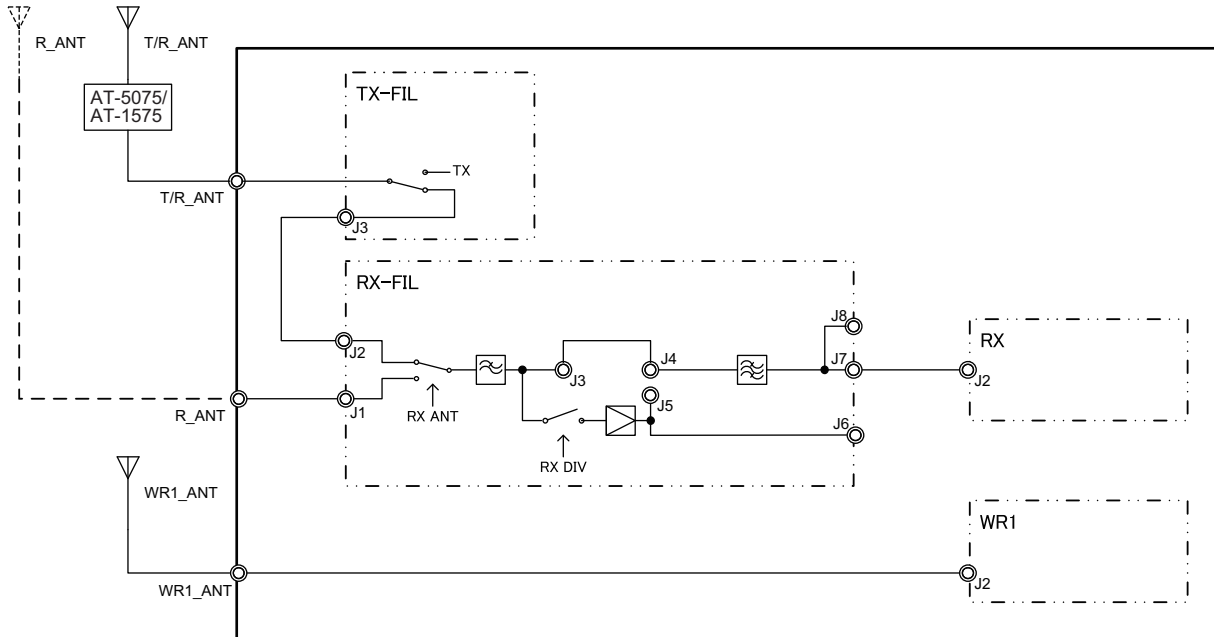 R_ANT
T/R_ANT
AT-5075/
AT-1575
TX-FIL
TX
T/R_ANT
J3
RX-FIL
J8
J2
J3
J4
J7
RX
J2
J1
RX ANT
J5
R_ANT
J6
RX DIV
WR1_ANT
WR1
WR1_ANT
J2